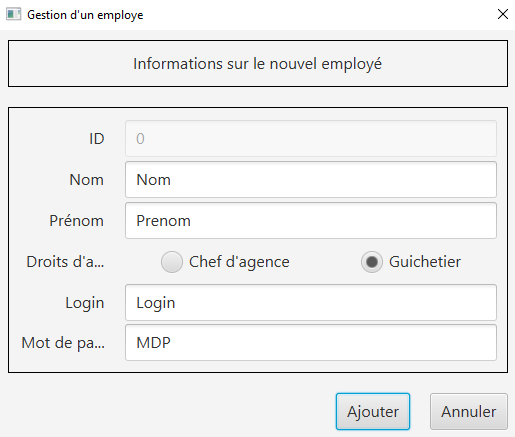 Gestion d'un employe
Informations sur le nouvel employé
ID 0
Nom Nom
Prénom Prenom
Droits d'a... Chef d'agence Guichetier
Login Login
Mot de pa... MDP
Ajouter Annuler